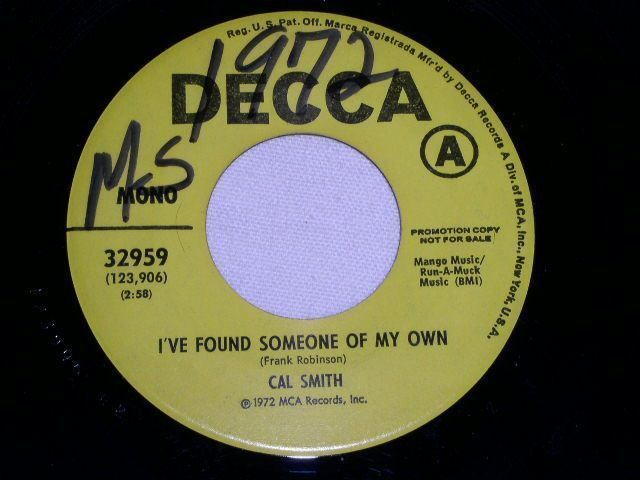 Reg. U.S. Pat. Off. Marca Registrada Mfr'd by Decca Records A Div. of MCA, Inc., New York, U.S.A.
1972
DECCA
A
M-S
MONO
PROMOTION COPY
NOT FOR SALE
32959
(123,906)
(2:58)
Mango Music/
Run-A-Muck
Music (BMI)
I'VE FOUND SOMEONE OF MY OWN
(Frank Robinson)
CAL SMITH
℗ 1972 MCA Records, Inc.